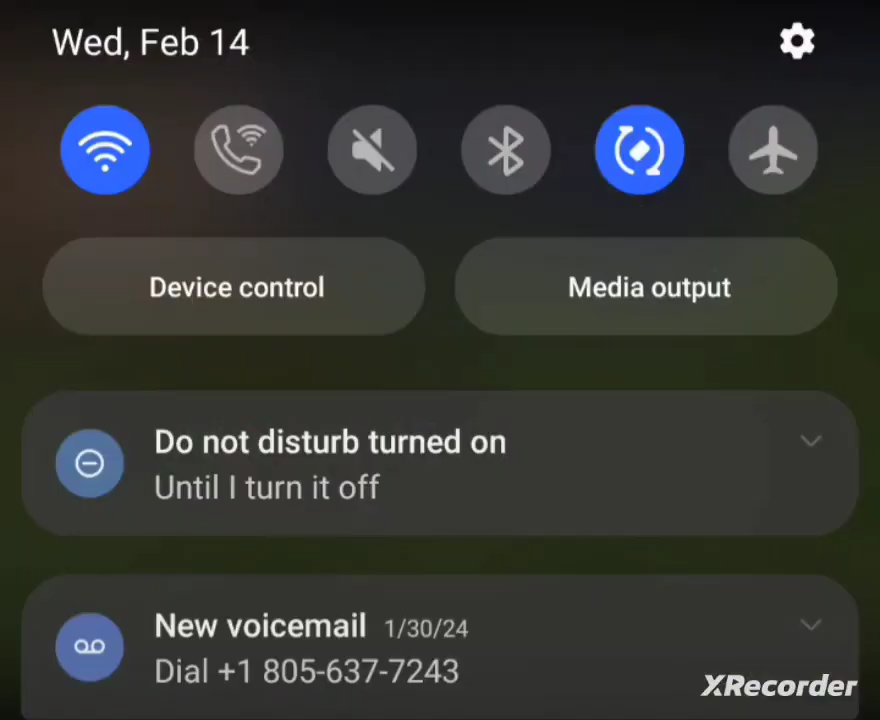 Wed, Feb 14
Device control
Media output
Do not disturb turned on
Until I turn it off
New voicemail 1/30/24
Dial +1 805-637-7243
XRecorder